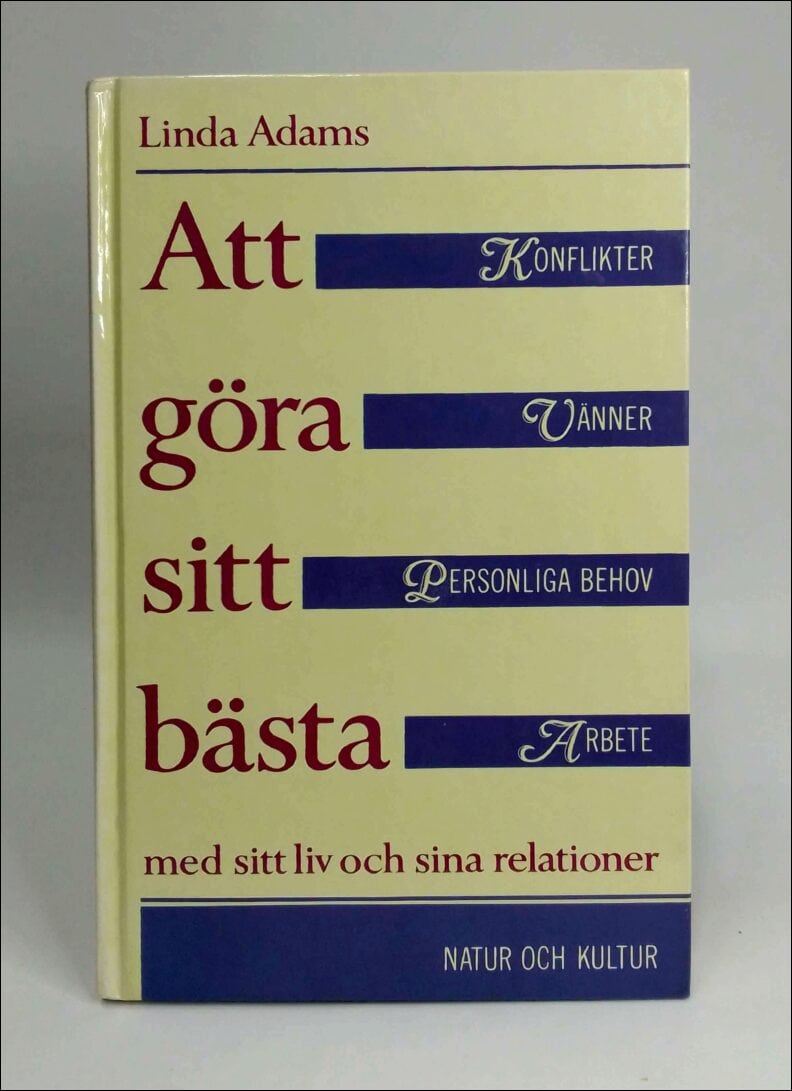 Linda Adams
Att KONFLIKTER
göra VÄNNER
sitt PERSONLIGA BEHOV
bästa ARBETE
med sitt liv och sina relationer
NATUR OCH KULTUR